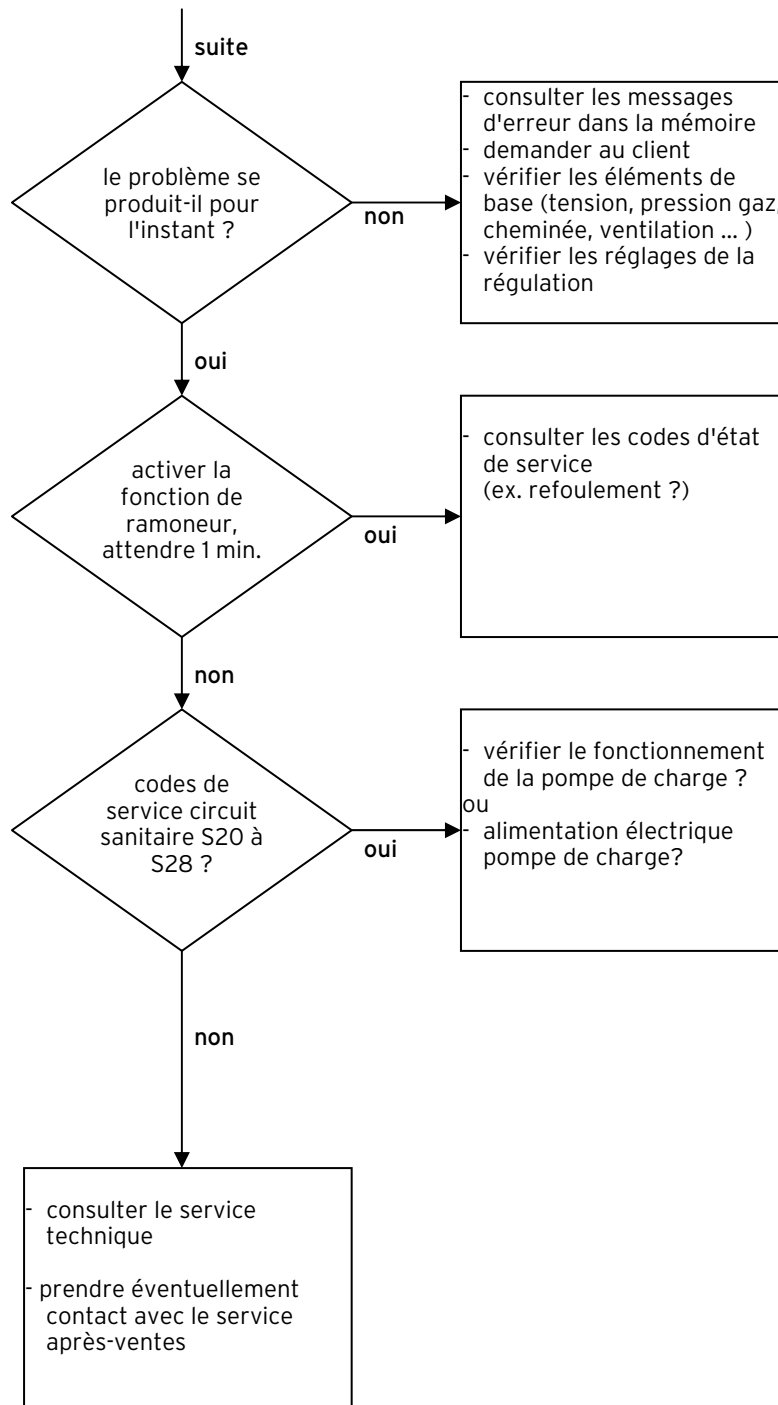 suite
le problème se
produit-il pour
l'instant ?
non
- consulter les messages
d'erreur dans la mémoire
- demander au client
- vérifier les éléments de
base (tension, pression gaz,
cheminée, ventilation ... )
- vérifier les réglages de la
régulation
oui
activer la
fonction de
ramoneur,
attendre 1 min.
oui
- consulter les codes d'état
de service
(ex. refoulement ?)
non
codes de
service circuit
sanitaire S20 à
S28 ?
oui
- vérifier le fonctionnement
de la pompe de charge ?
ou
- alimentation électrique
pompe de charge?
non
- consulter le service
technique
- prendre éventuellement
contact avec le service
après-ventes